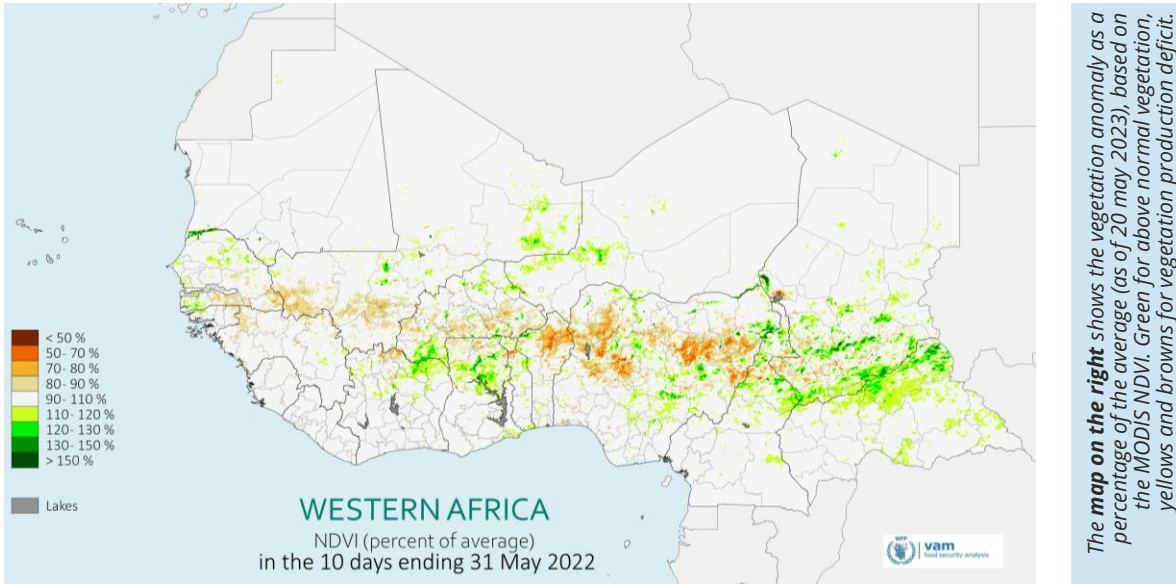 < 50 %
50- 70 %
70- 80 %
80 - 90 %
90 - 110 %
110 - 120 %
120 - 130 %
130 - 150 %
> 150 %
Lakes
WESTERN AFRICA
NDVI (percent of average)
in the 10 days ending 31 May 2022
WFP
vam
food security analysis
The map on the right shows the vegetation anomaly as a
percentage of the average (as of 20 may 2023), based on
the MODIS NDVI. Green for above normal vegetation,
yellows and browns for vegetation production deficit.